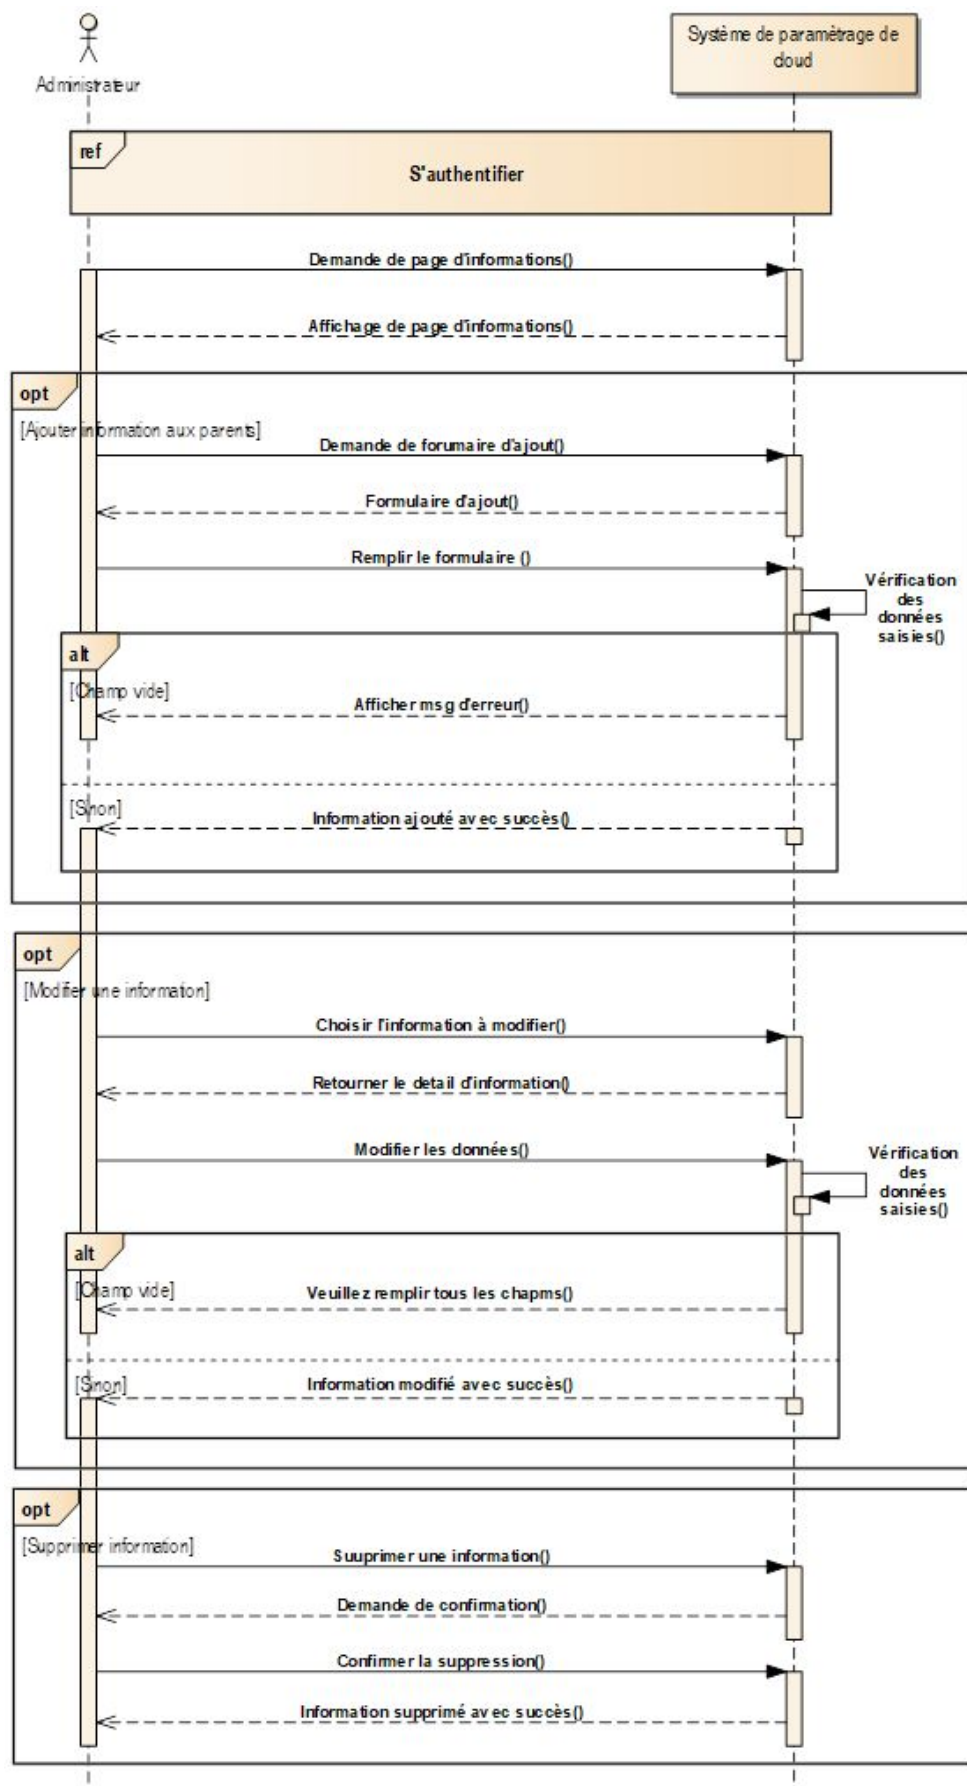 Système de paramètrage de
cloud
Administrateur
ref
S'authentifier
Demande de page d'informations()
Affichage de page d'informations()
opt
[Ajouter information aux parents]
Demande de forumaire d'ajout()
Formulaire d'ajout()
Remplir le formulaire ()
Vérification
des
données
saisies()
alt
[Champ vide]
Afficher msg d'erreur()
[Sinon]
Information ajouté avec succès()
opt
[Modifier une information]
Choisir l'information à modifier()
Retourner le detail d'information()
Modifier les données()
Vérification
des
données
saisies()
alt
[Champ vide]
Veuillez remplir tous les chapms()
[Sinon]
Information modifié avec succès()
opt
[Supprimer information]
Suuprimer une information()
Demande de confirmation()
Confirmer la suppression()
Information supprimé avec succès()